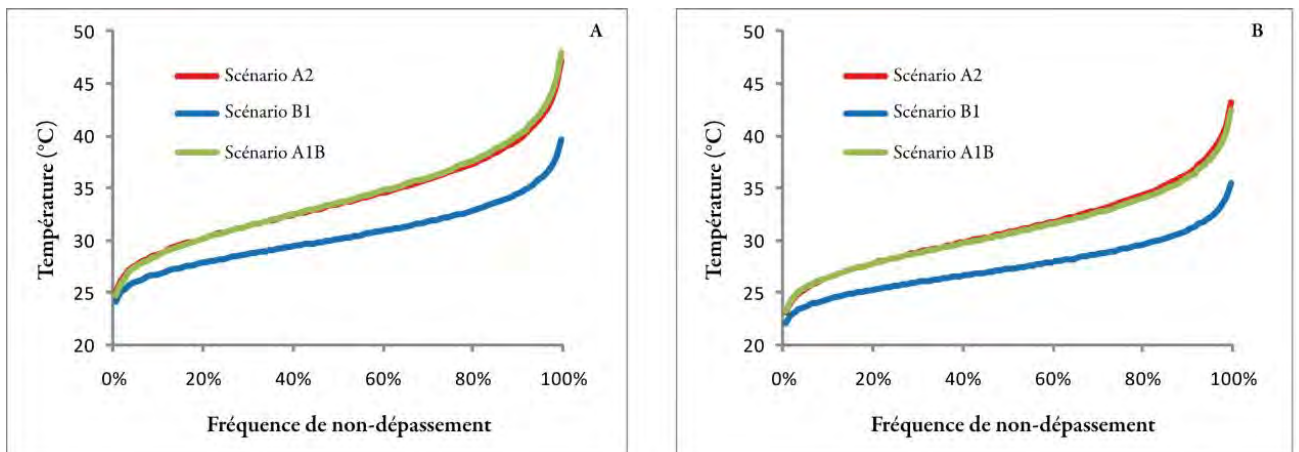 A
50
45
40
35
30
25
20
Température (°C)
Scénario A2
Scénario B1
Scénario A1B
0% 20% 40% 60% 80% 100%
Fréquence de non-dépassement
B
50
45
40
35
30
25
20
Température (°C)
Scénario A2
Scénario B1
Scénario A1B
0% 20% 40% 60% 80% 100%
Fréquence de non-dépassement